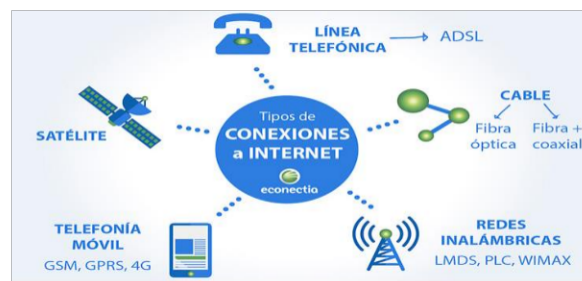 LÍNEA
TELEFÓNICA
ADSL
Tipos de
CONEXIONES
a INTERNET
econectia
SATÉLITE
CABLE
Fibra
óptica
Fibra +
coaxial
TELEFONÍA
MÓVIL
GSM, GPRS, 4G
REDES
INALÁMBRICAS
LMDS, PLC, WIMAX